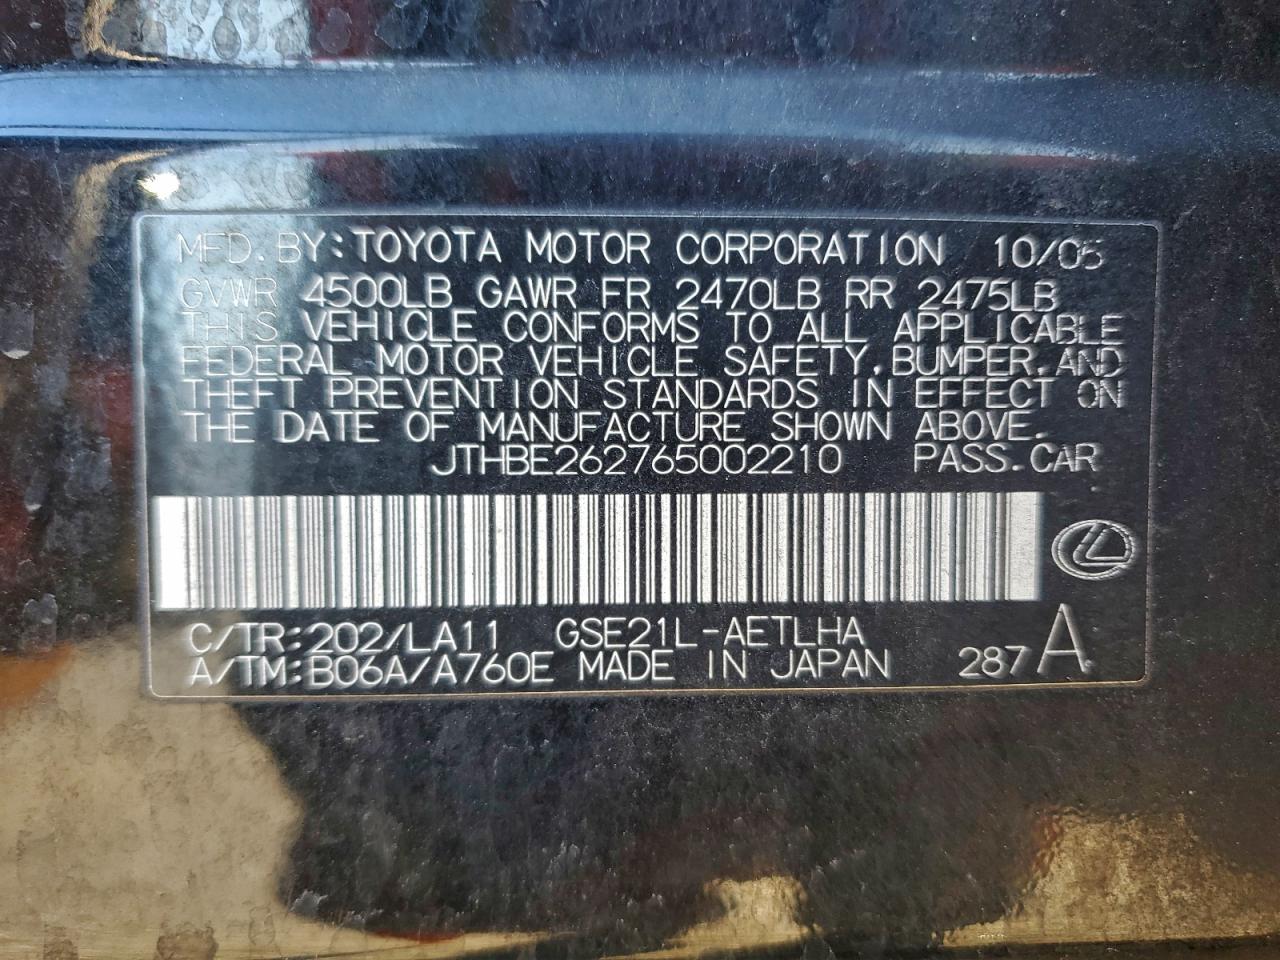 MFD. BY: TOYOTA MOTOR CORPORATION 10/05
GVWR 4500LB GAWR FR 2470LB RR 2475LB
THIS VEHICLE CONFORMS TO ALL APPLICABLE
FEDERAL MOTOR VEHICLE SAFETY, BUMPER, AND
THEFT PREVENTION STANDARDS IN EFFECT ON
THE DATE OF MANUFACTURE SHOWN ABOVE.
JTHBE262765002210 PASS. CAR
C/TR: 202/LA11 GSE21L-AETLHA
A/TM: B06A/A760E MADE IN JAPAN 287 A